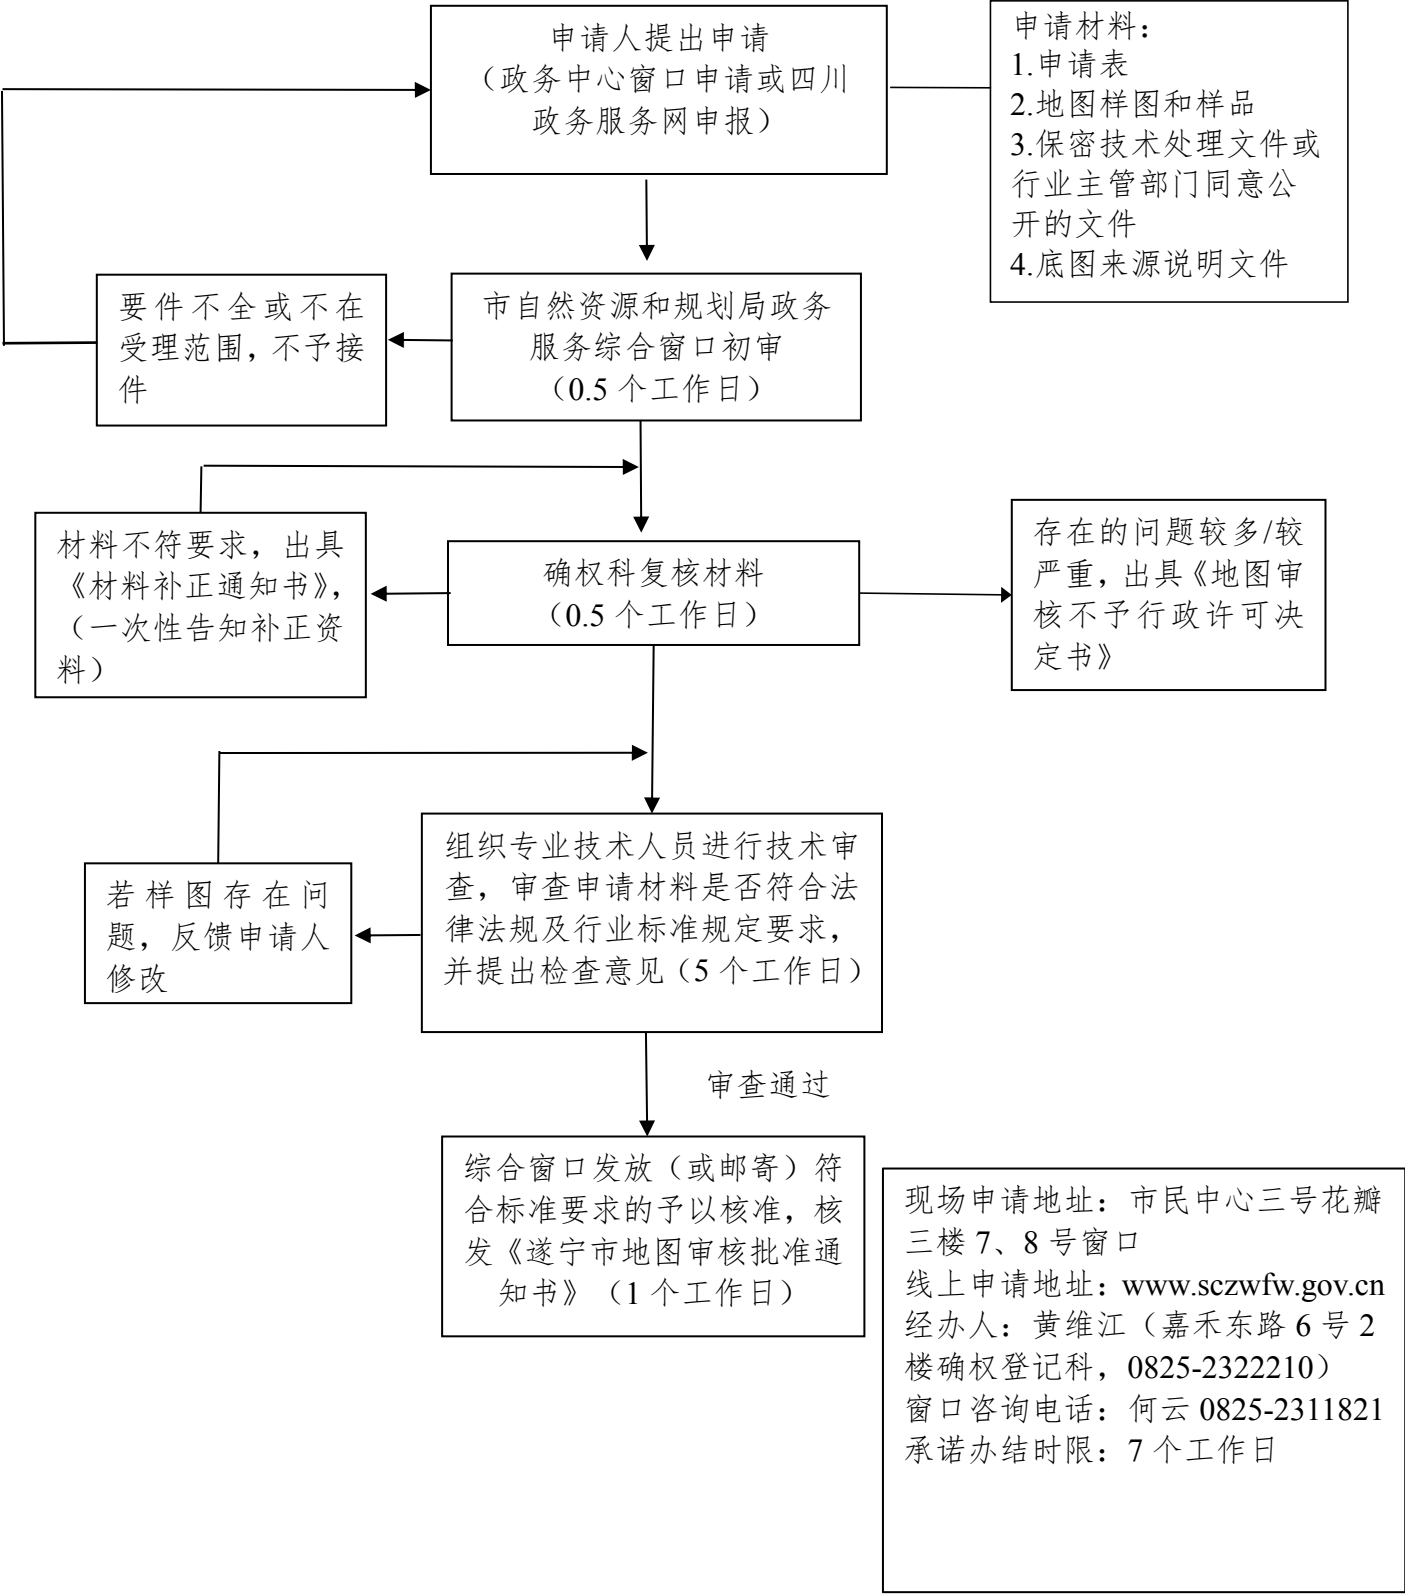 申请人提出申请
（政务中心窗口申请或四川
政务服务网申报）
申请材料：
1.申请表
2.地图样图和样品
3.保密技术处理文件或
行业主管部门同意公
开的文件
4.底图来源说明文件
要件不全或不在
受理范围，不予接
件
市自然资源和规划局政务
服务综合窗口初审
（0.5 个工作日）
材料不符要求，出具
《材料补正通知书》，
（一次性告知补正资
料）
确权科复核材料
（0.5 个工作日）
存在的问题较多/较
严重，出具《地图审
核不予行政许可决
定书》
若样图存在问
题，反馈申请人
修改
组织专业技术人员进行技术审
查，审查申请材料是否符合法
律法规及行业标准规定要求，
并提出检查意见（5 个工作日）
审查通过
综合窗口发放（或邮寄）符
合标准要求的予以核准，核
发《遂宁市地图审核批准通
知书》（1 个工作日）
现场申请地址：市民中心三号花瓣
三楼 7、8 号窗口
线上申请地址：www.sczwfw.gov.cn
经办人：黄维江（嘉禾东路 6 号 2
楼确权登记科，0825-2322210）
窗口咨询电话：何云 0825-2311821
承诺办结时限：7 个工作日